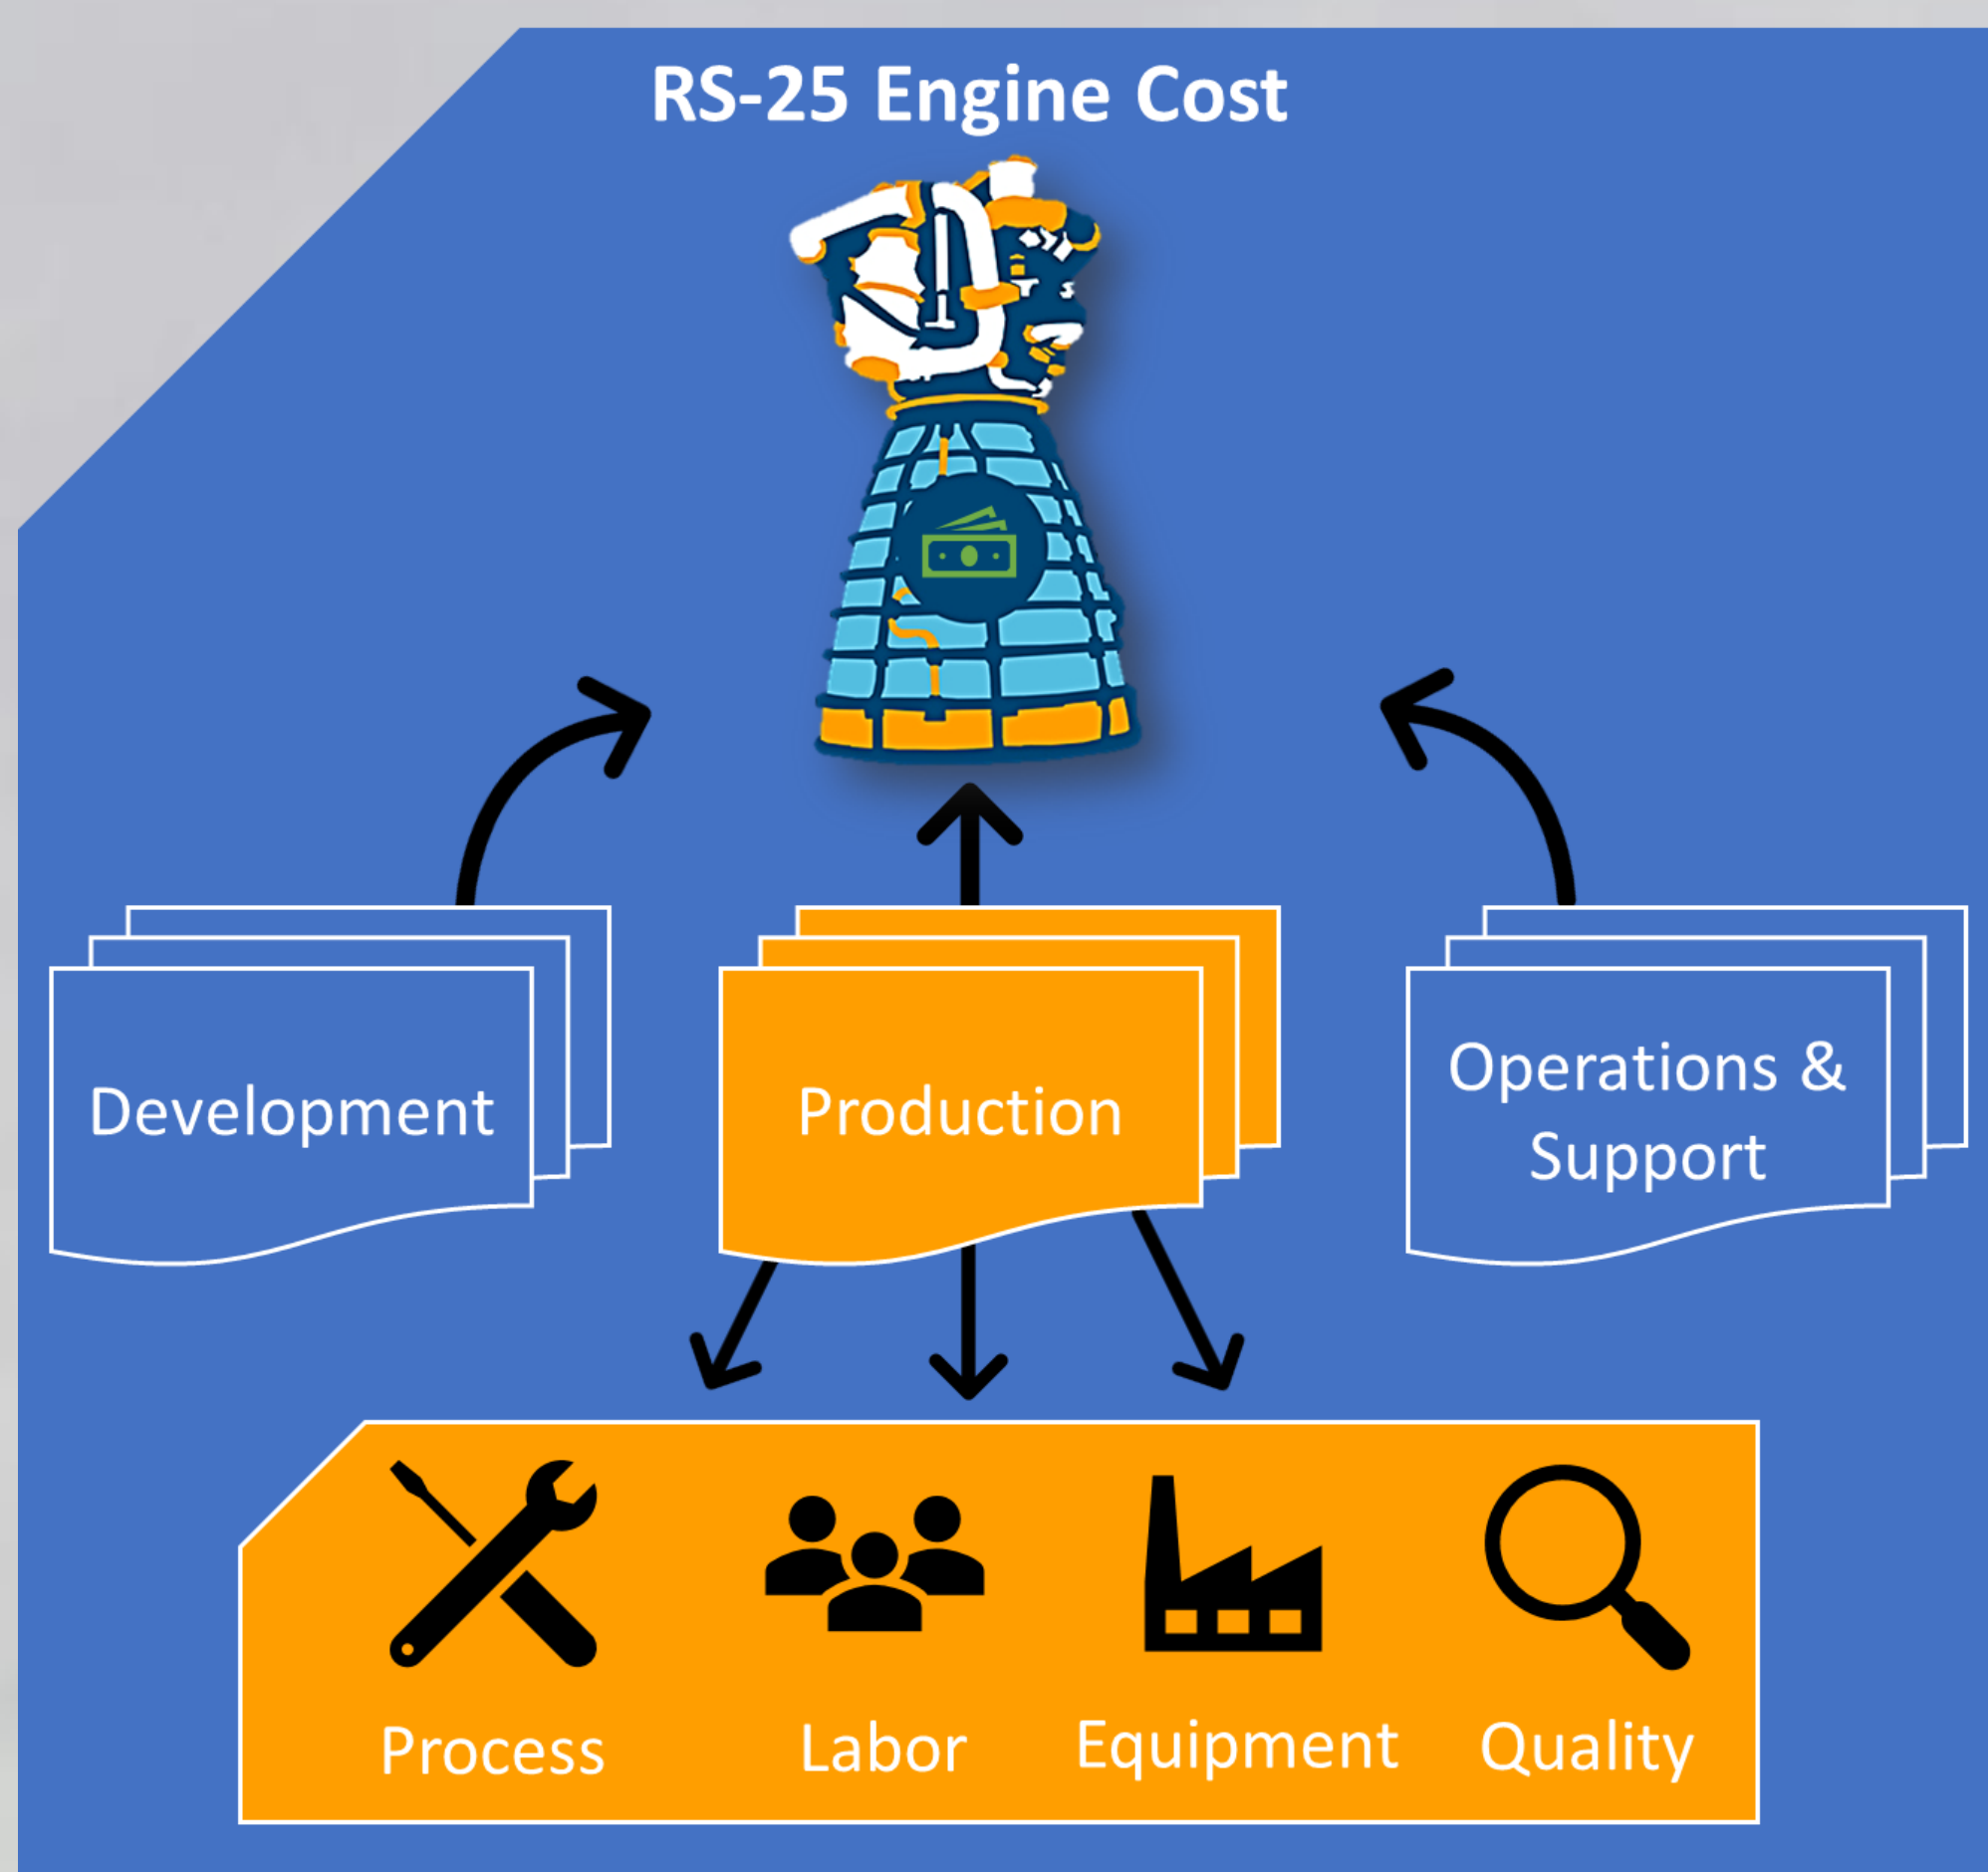 RS-25 Engine Cost
Development
Production
Operations &
Support
Process
Labor
Equipment
Quality